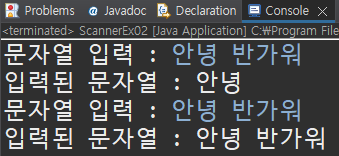 Problems Javadoc Declaration Console
<terminated> ScannerEx02 [Java Application] C:\Program File
문자열 입력 : 안녕 반가워
입력된 문자열 : 안녕
문자열 입력 : 안녕 반가워
입력된 문자열 : 안녕 반가워